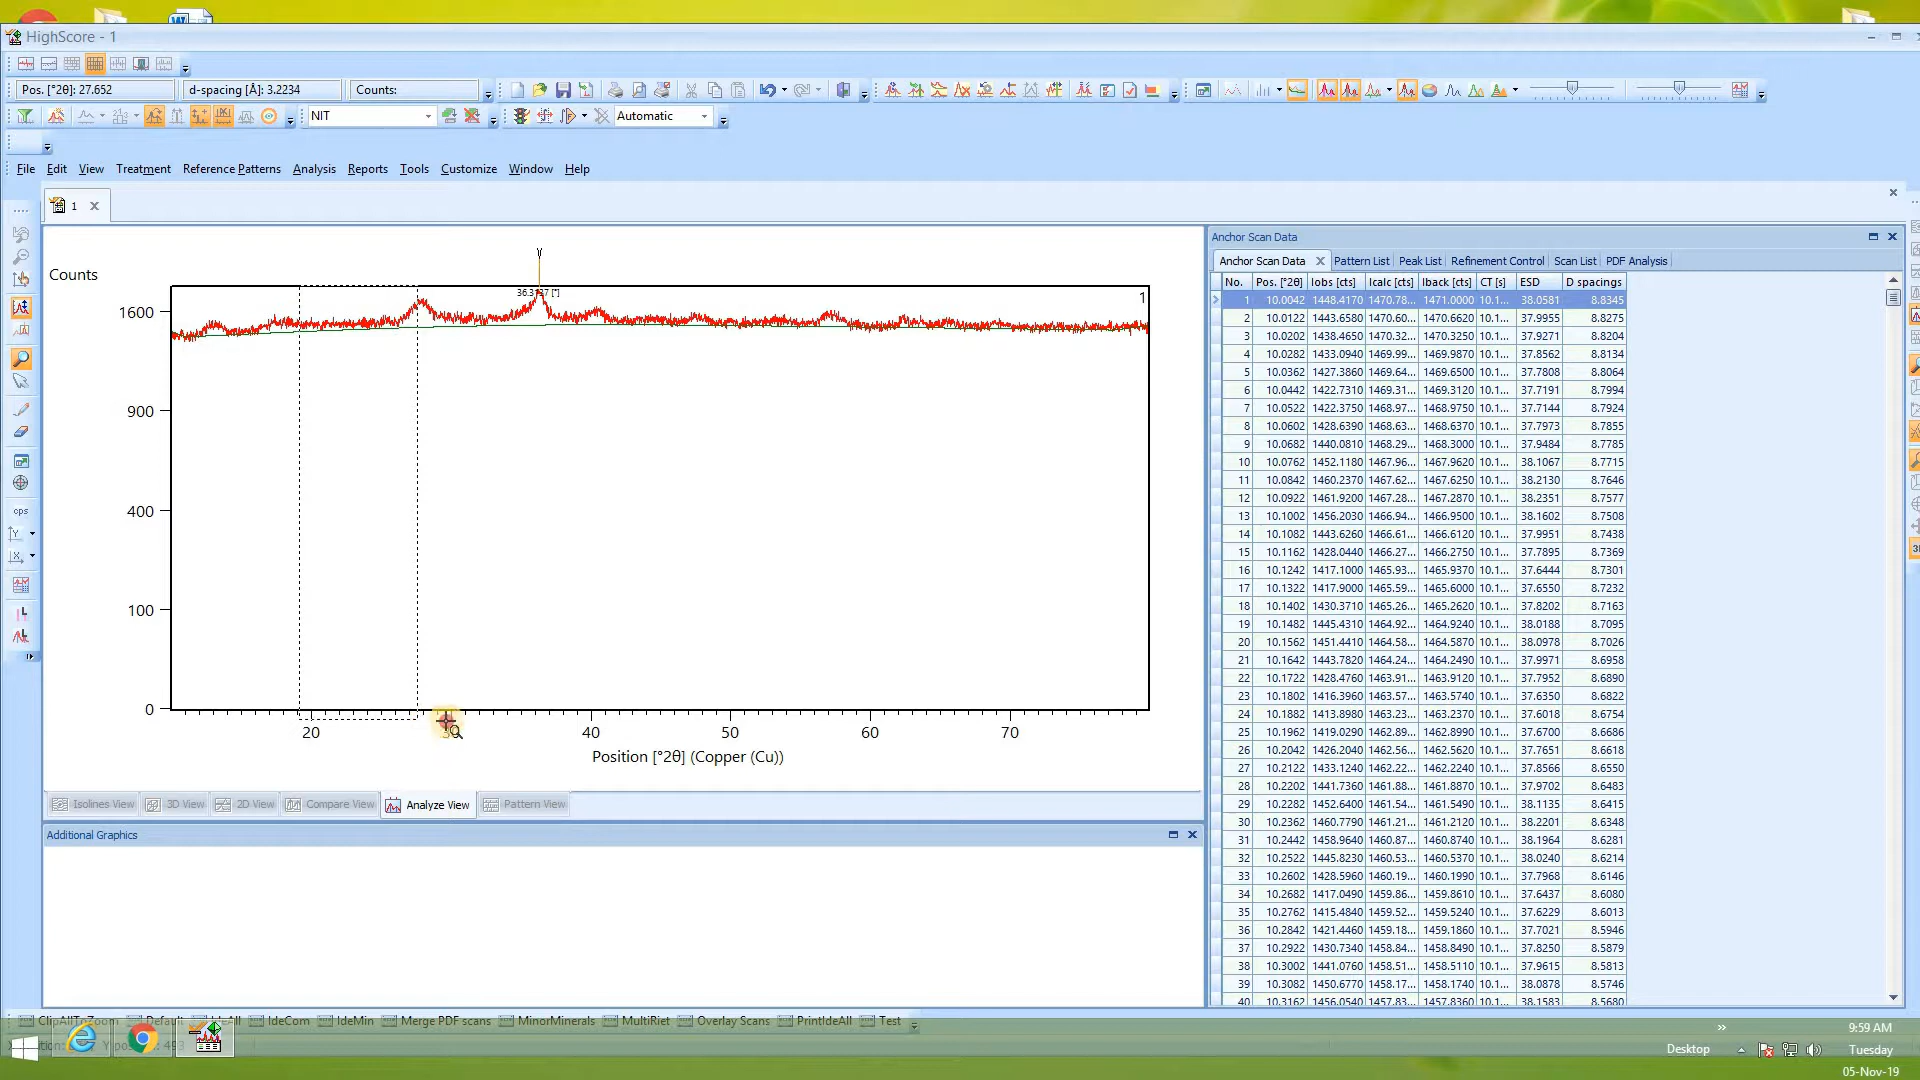 HighScore - 1
Pos. [°2θ]: 27.652 d-spacing [Å]: 3.2234 Counts:
NIT Automatic
File Edit View Treatment Reference Patterns Analysis Reports Tools Customize Window Help
1
Counts
36.3137 [°]
1
1600
900
400
100
0
20 30 40 50 60 70
Position [°2θ] (Copper (Cu))
cps
Isolines View 3D View 2D View Compare View Analyze View Pattern View
Additional Graphics
Anchor Scan Data
Anchor Scan Data Pattern List Peak List Refinement Control Scan List PDF Analysis
No. Pos. [°2θ] Iobs [cts] Icalc [cts] Iback [cts] CT [s] ESD D spacings
1 10.0042 1448.4170 1470.78... 1471.0000 10.1... 38.0581 8.8345
2 10.0122 1443.6580 1470.60... 1470.6620 10.1... 37.9955 8.8275
3 10.0202 1438.4650 1470.32... 1470.3250 10.1... 37.9271 8.8204
4 10.0282 1433.0940 1469.99... 1469.9870 10.1... 37.8562 8.8134
5 10.0362 1427.3860 1469.64... 1469.6500 10.1... 37.7808 8.8064
6 10.0442 1422.7310 1469.31... 1469.3120 10.1... 37.7191 8.7994
7 10.0522 1422.3750 1468.97... 1468.9750 10.1... 37.7144 8.7924
8 10.0602 1428.6390 1468.63... 1468.6370 10.1... 37.7973 8.7855
9 10.0682 1440.0810 1468.29... 1468.3000 10.1... 37.9484 8.7785
10 10.0762 1452.1180 1467.96... 1467.9620 10.1... 38.1067 8.7715
11 10.0842 1460.2370 1467.62... 1467.6250 10.1... 38.2130 8.7646
12 10.0922 1461.9200 1467.28... 1467.2870 10.1... 38.2351 8.7577
13 10.1002 1456.2030 1466.94... 1466.9500 10.1... 38.1602 8.7508
14 10.1082 1443.6260 1466.61... 1466.6120 10.1... 37.9951 8.7438
15 10.1162 1428.0440 1466.27... 1466.2750 10.1... 37.7895 8.7369
16 10.1242 1417.1000 1465.93... 1465.9370 10.1... 37.6444 8.7301
17 10.1322 1417.9000 1465.59... 1465.6000 10.1... 37.6550 8.7232
18 10.1402 1430.3710 1465.26... 1465.2620 10.1... 37.8202 8.7163
19 10.1482 1445.4310 1464.92... 1464.9240 10.1... 38.0188 8.7095
20 10.1562 1451.4410 1464.58... 1464.5870 10.1... 38.0978 8.7026
21 10.1642 1443.7820 1464.24... 1464.2490 10.1... 37.9971 8.6958
22 10.1722 1428.4760 1463.91... 1463.9120 10.1... 37.7952 8.6890
23 10.1802 1416.3960 1463.57... 1463.5740 10.1... 37.6350 8.6822
24 10.1882 1413.8980 1463.23... 1463.2370 10.1... 37.6018 8.6754
25 10.1962 1419.0290 1462.89... 1462.8990 10.1... 37.6700 8.6686
26 10.2042 1426.2040 1462.56... 1462.5620 10.1... 37.7651 8.6618
27 10.2122 1433.1240 1462.22... 1462.2240 10.1... 37.8566 8.6550
28 10.2202 1441.7360 1461.88... 1461.8870 10.1... 37.9702 8.6483
29 10.2282 1452.6400 1461.54... 1461.5490 10.1... 38.1135 8.6415
30 10.2362 1460.7790 1461.21... 1461.2120 10.1... 38.2201 8.6348
31 10.2442 1458.9640 1460.87... 1460.8740 10.1... 38.1964 8.6281
32 10.2522 1445.8230 1460.53... 1460.5370 10.1... 38.0240 8.6214
33 10.2602 1428.5960 1460.19... 1460.1990 10.1... 37.7968 8.6146
34 10.2682 1417.0490 1459.86... 1459.8610 10.1... 37.6437 8.6080
35 10.2762 1415.4840 1459.52... 1459.5240 10.1... 37.6229 8.6013
36 10.2842 1421.4460 1459.18... 1459.1860 10.1... 37.7021 8.5946
37 10.2922 1430.7340 1458.84... 1458.8490 10.1... 37.8250 8.5879
38 10.3002 1441.0760 1458.51... 1458.5110 10.1... 37.9615 8.5813
39 10.3082 1450.6770 1458.17... 1458.1740 10.1... 38.0878 8.5746
40 10.3162 1456.0540 1457.83... 1457.8360 10.1... 38.1583 8.5680
ClipAllToZoom Default IdeAll IdeCom IdeMin Merge PDF scans MinorMinerals MultiRiet Overlay Scans PrintIdeAll Test
Desktop
9:59 AM
Tuesday
05-Nov-19